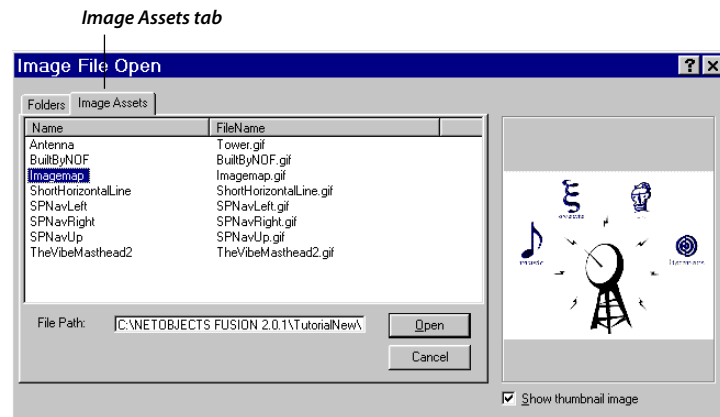 Image Assets tab
Image File Open
Folders Image Assets
Name FileName
Antenna Tower.gif
BuiltByNOF BuiltByNOF.gif
Imagemap Imagemap.gif
ShortHorizontalLine ShortHorizontalLine.gif
SPNavLeft SPNavLeft.gif
SPNavRight SPNavRight.gif
SPNavUp SPNavUp.gif
TheVibeMasthead2 TheVibeMasthead2.gif
music
File Path: C:\NETOBJECTS FUSION 2.0.1\TutorialNew\ Open
Cancel
Show thumbnail image